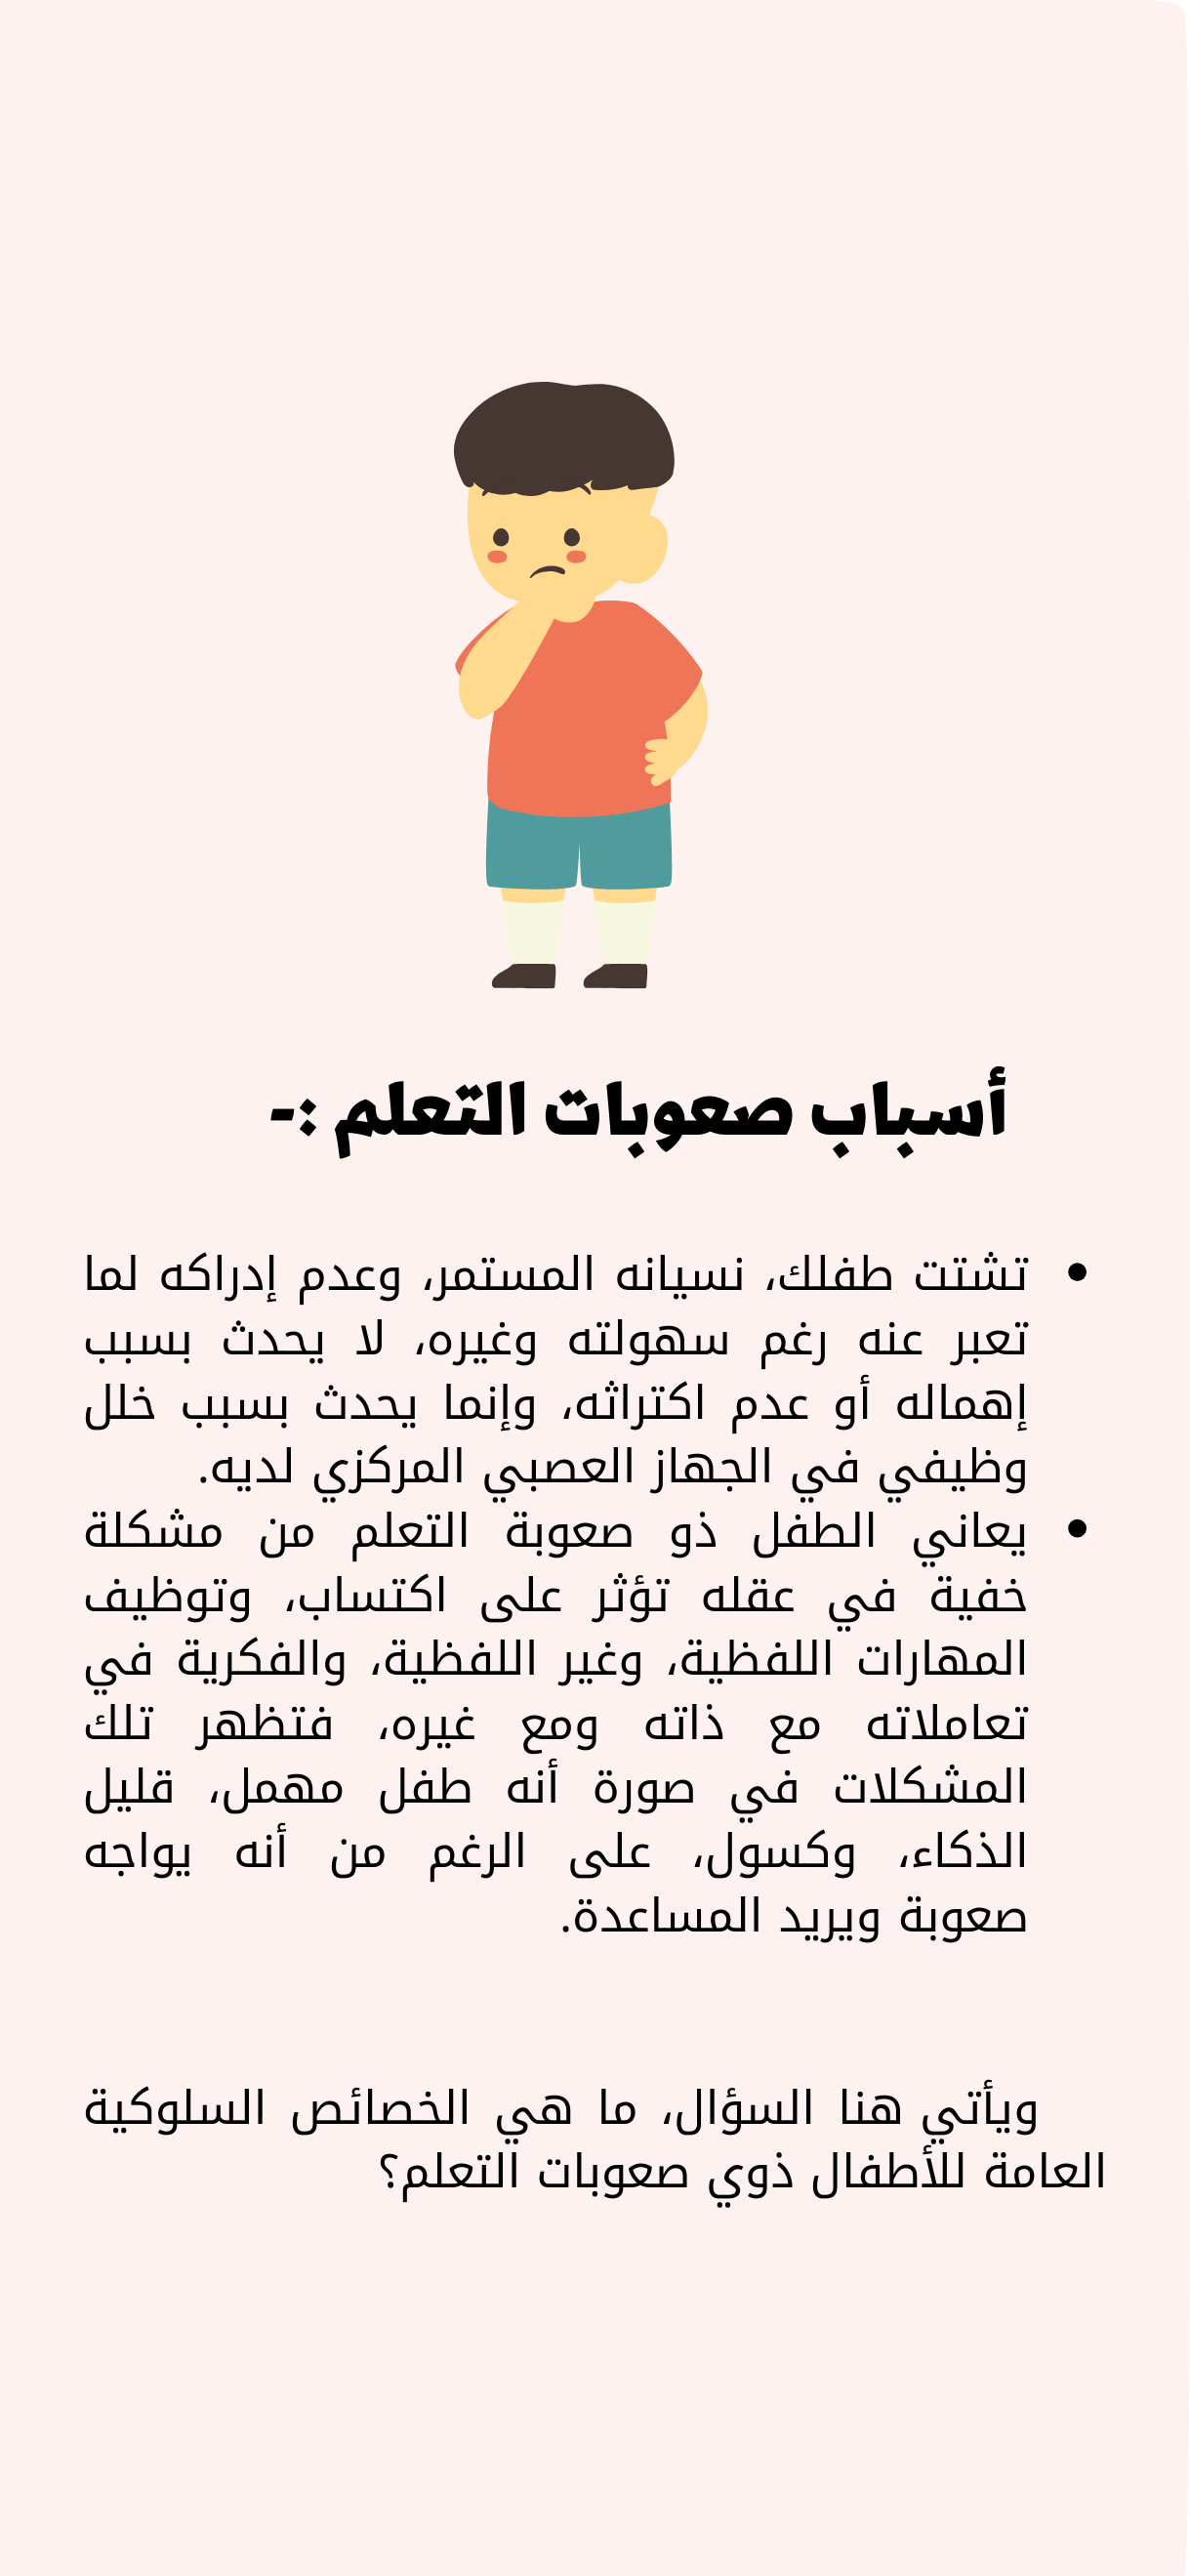 أسباب صعوبات التعلم :-
• تشتت طفلك، نسيانه المستمر، وعدم إدراكه لما
تعبر عنه رغم سهولته وغيره، لا يحدث بسبب
إهماله أو عدم اكتراثه، وإنما يحدث بسبب خلل
وظيفي في الجهاز العصبي المركزي لديه.
• يعاني الطفل ذو صعوبة التعلم من مشكلة
خفية في عقله تؤثر على اكتساب، وتوظيف
المهارات اللفظية، وغير اللفظية، والفكرية في
تعاملاته مع ذاته ومع غيره، فتظهر تلك
المشكلات في صورة أنه طفل مهمل، قليل
الذكاء، وكسول، على الرغم من أنه يواجه
صعوبة ويريد المساعدة.
ويأتي هنا السؤال، ما هي الخصائص السلوكية
العامة للأطفال ذوي صعوبات التعلم؟